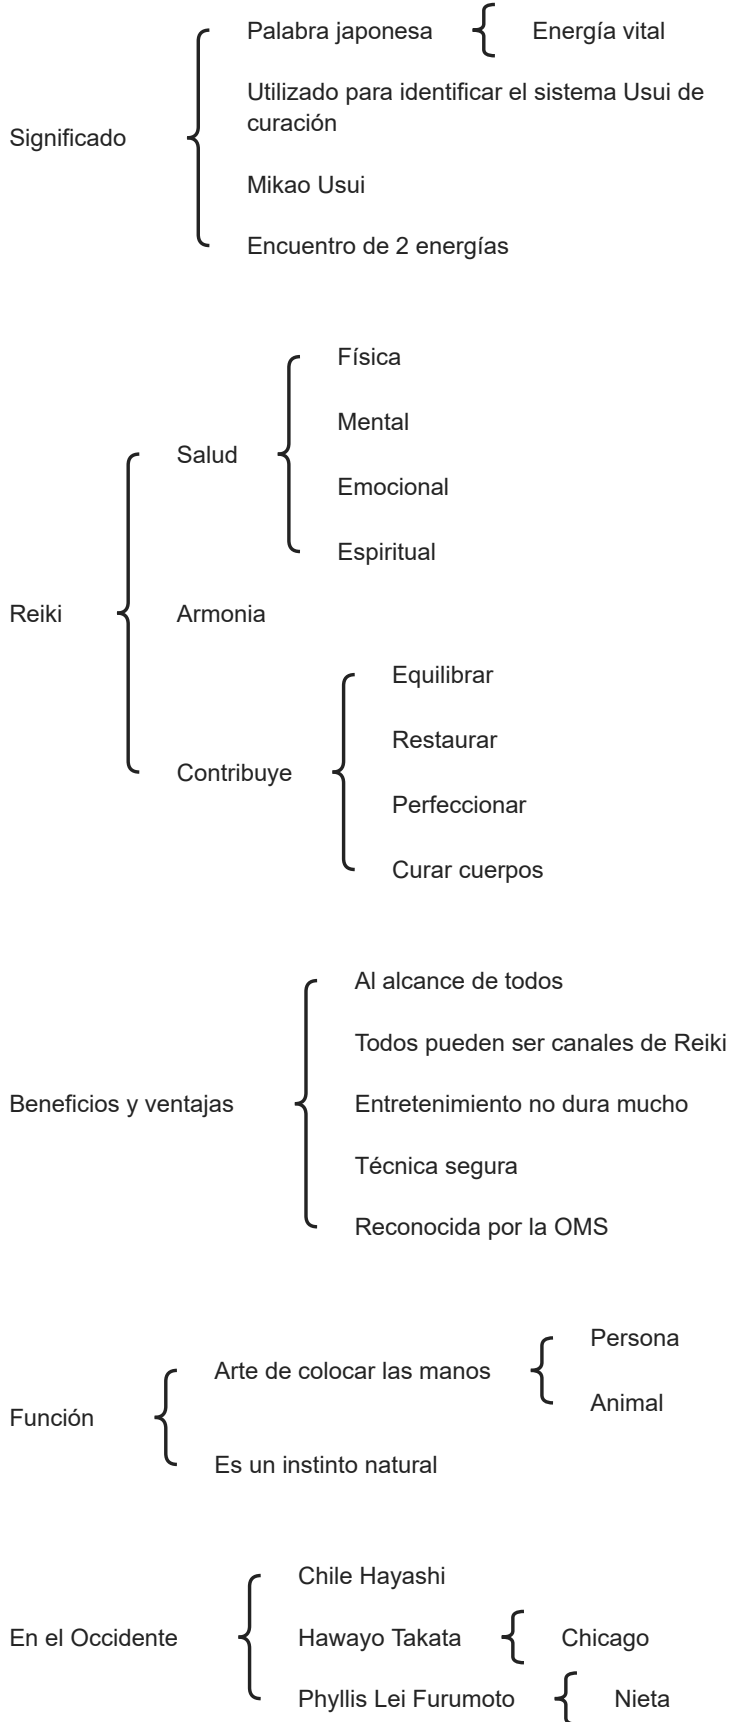 Palabra japonesa
Energía vital
Utilizado para identificar el sistema Usui de
curación
Significado
Mikao Usui
Encuentro de 2 energías
Física
Mental
Salud
Emocional
Espiritual
Reiki
Armonia
Equilibrar
Restaurar
Contribuye
Perfeccionar
Curar cuerpos
Al alcance de todos
Todos pueden ser canales de Reiki
Beneficios y ventajas
Entretenimiento no dura mucho
Técnica segura
Reconocida por la OMS
Persona
Arte de colocar las manos
Animal
Función
Es un instinto natural
Chile Hayashi
En el Occidente
Hawayo Takata
Chicago
Phyllis Lei Furumoto
Nieta